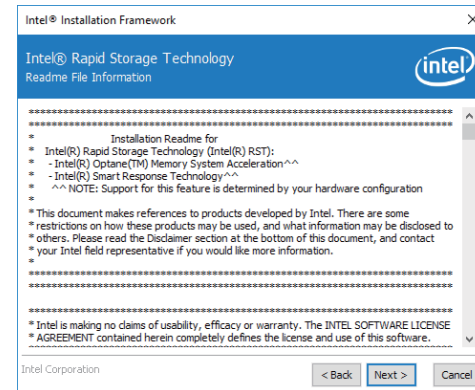 Intel® Installation Framework
Intel® Rapid Storage Technology
Readme File Information
intel
********************************************************************************
********************************************************************************
* Installation Readme for
* Intel(R) Rapid Storage Technology (Intel(R) RST):
* - Intel(R) Optane(TM) Memory System Acceleration^^
* - Intel(R) Smart Response Technology^^
* ^^ NOTE: Support for this feature is determined by your hardware configuration
*
* This document makes references to products developed by Intel. There are some
* restrictions on how these products may be used, and what information may be disclosed to
* others. Please read the Disclaimer section at the bottom of this document, and contact
* your Intel field representative if you would like more information.
*
********************************************************************************
********************************************************************************
********************************************************************************
* Intel is making no claims of usability, efficacy or warranty. The INTEL SOFTWARE LICENSE
* AGREEMENT contained herein completely defines the license and use of this software.
********************************************************************************
Intel Corporation
< Back Next > Cancel